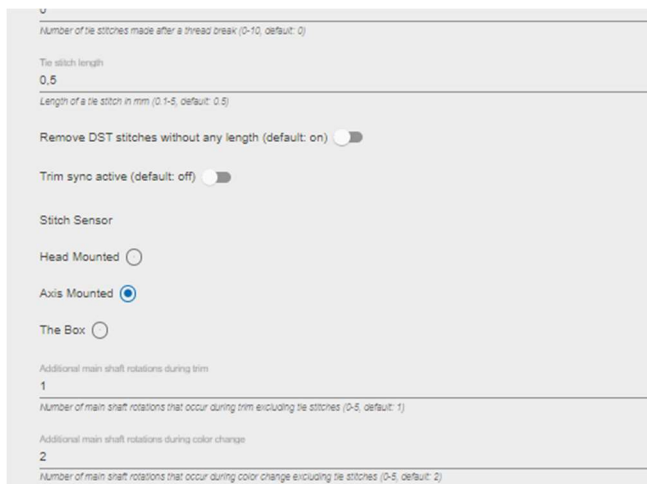 0
Number of tie stitches made after a thread break (0-10, default: 0)
Tie stitch length
0,5
Length of a tie stitch in mm (0.1-5, default: 0.5)
Remove DST stitches without any length (default: on)
Trim sync active (default: off)
Stitch Sensor
Head Mounted
Axis Mounted
The Box
Additional main shaft rotations during trim
1
Number of main shaft rotations that occur during trim excluding tie stitches (0-5, default: 1)
Additional main shaft rotations during color change
2
Number of main shaft rotations that occur during color change excluding tie stitches (0-5, default: 2)